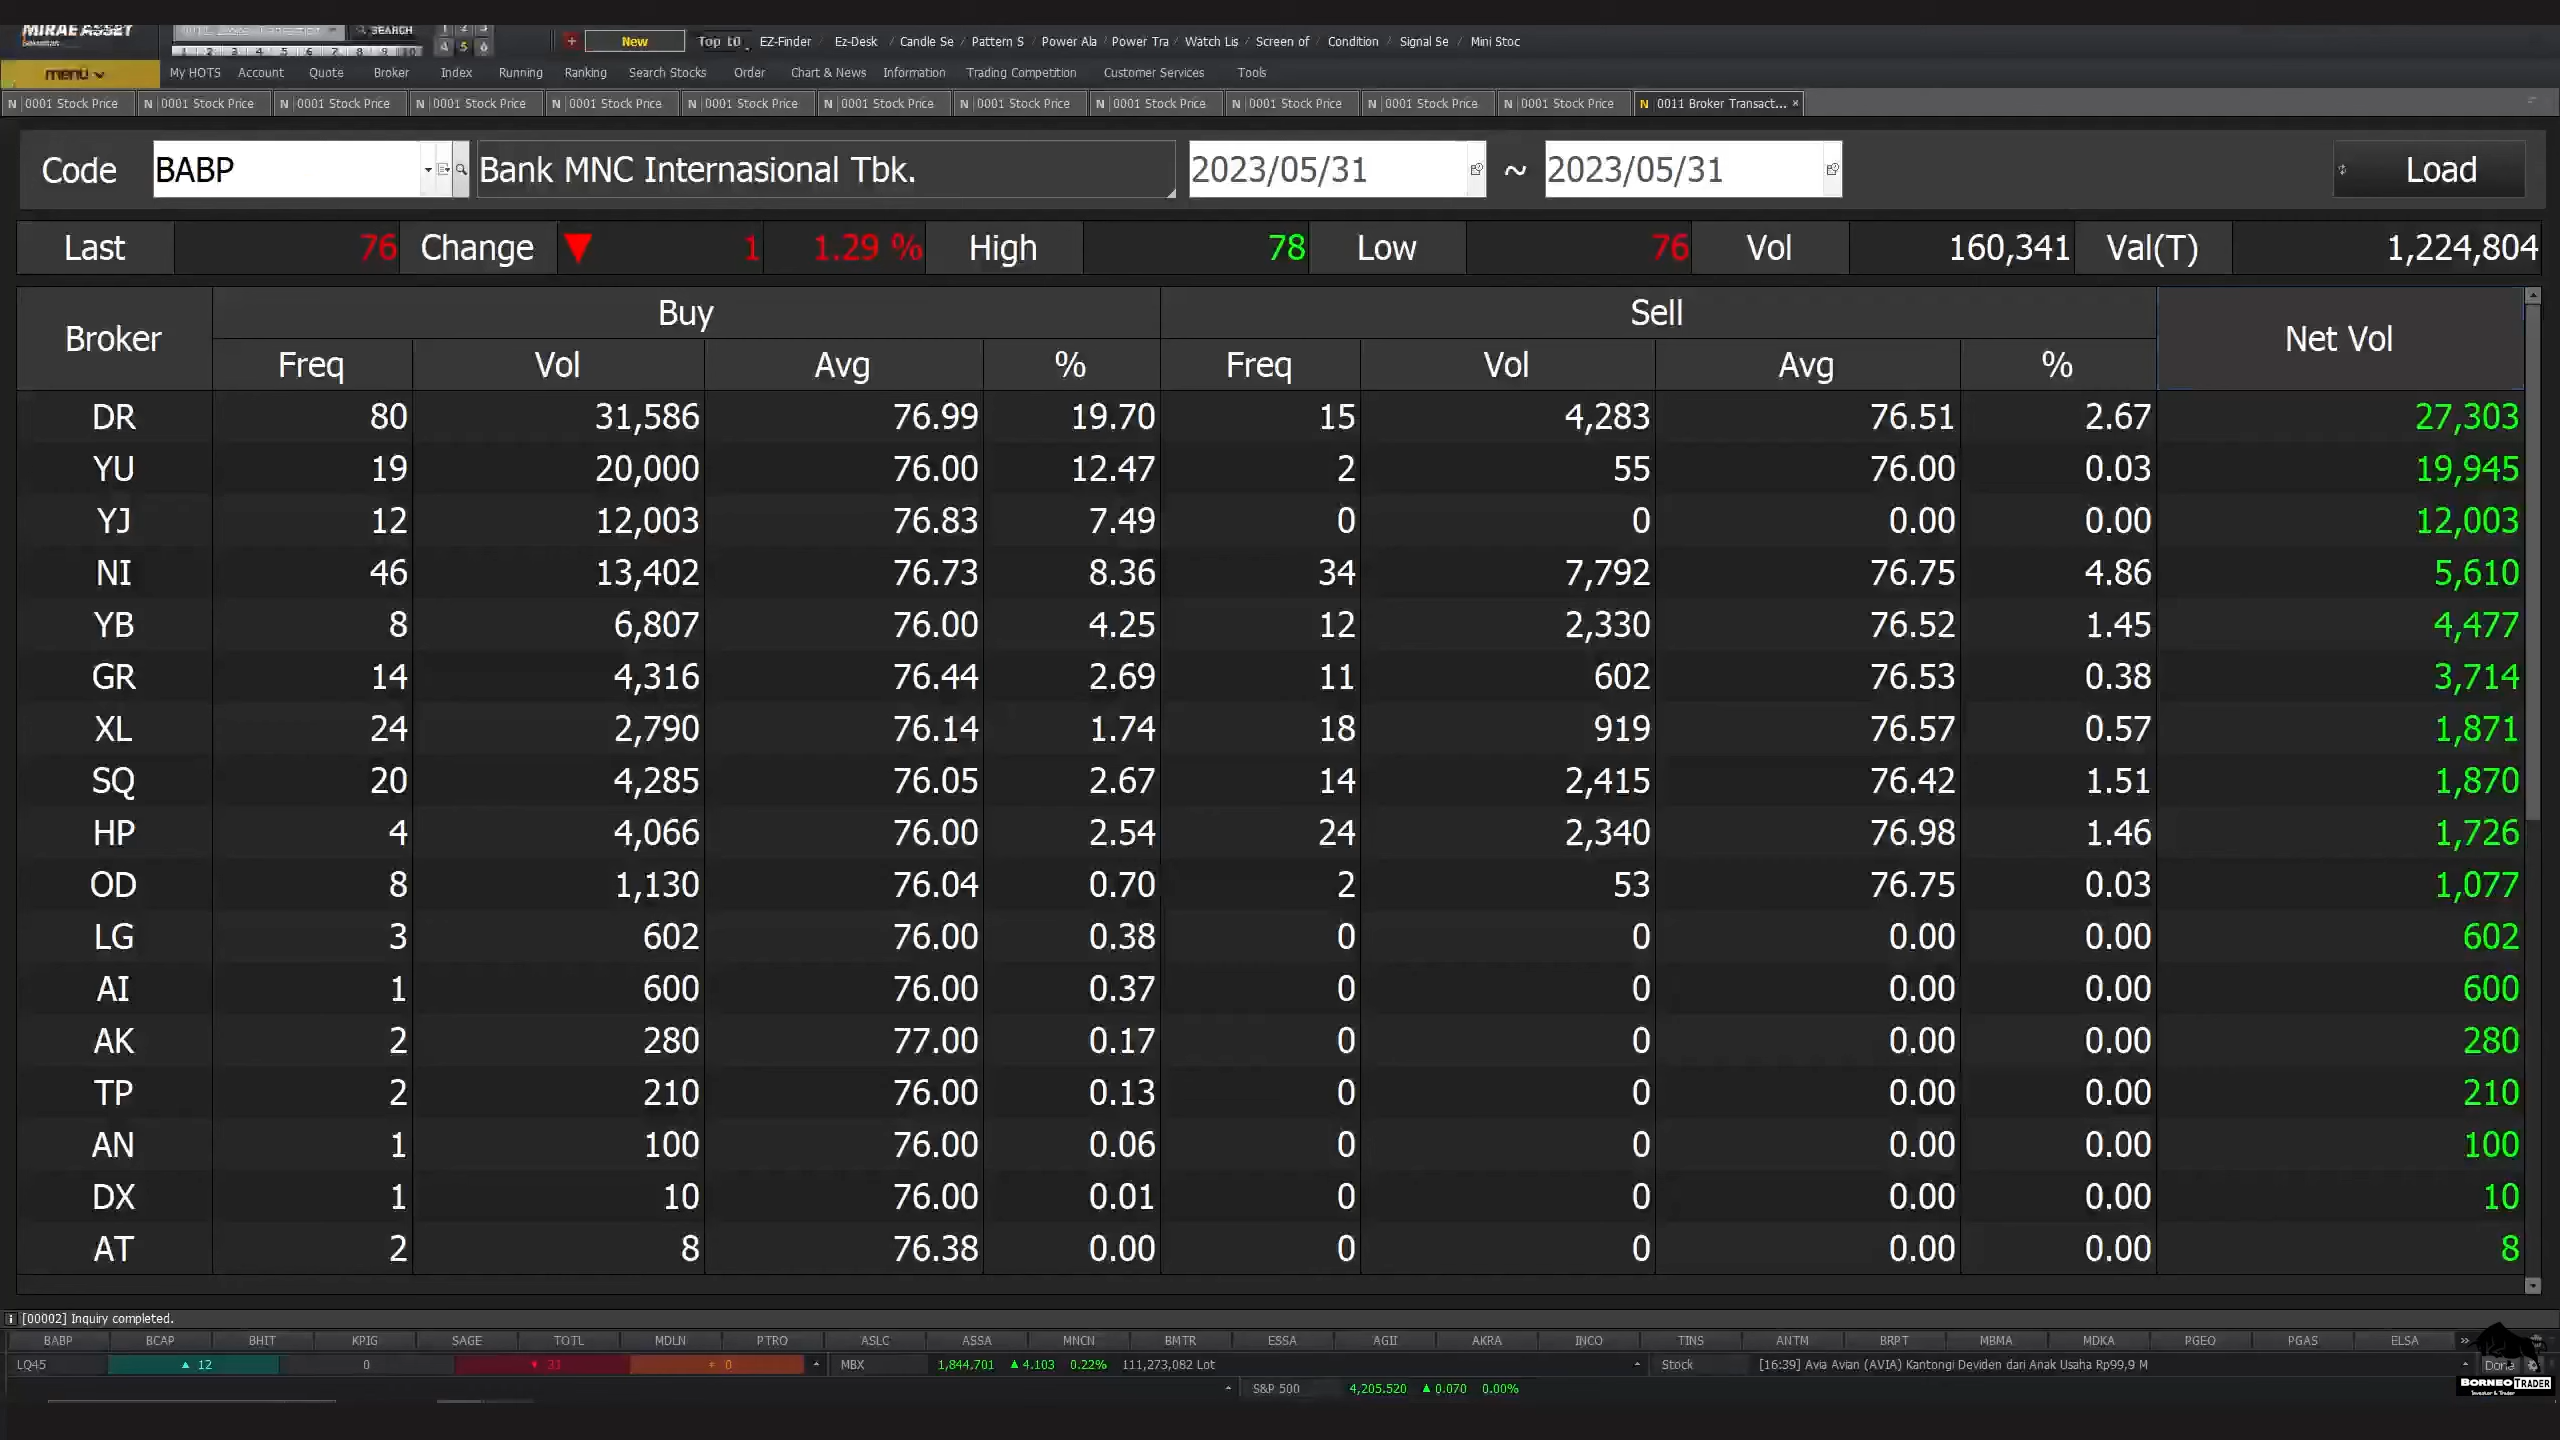 MIRAE ASSET
Sekuritas
SEARCH
1 2 3 4 5 6 7 8 9 10
4 5 6
New
Top 10
EZ-Finder
Ez-Desk
Candle Se
Pattern S
Power Ala
Power Tra
Watch Lis
Screen of
Condition
Signal Se
Mini Stoc
menu
My HOTS Account Quote Broker Index Running Ranking Search Stocks Order Chart & News Information Trading Competition Customer Services Tools
N 0001 Stock Price N 0001 Stock Price N 0001 Stock Price N 0001 Stock Price N 0001 Stock Price N 0001 Stock Price N 0001 Stock Price N 0001 Stock Price N 0001 Stock Price N 0001 Stock Price N 0001 Stock Price N 0001 Stock Price N 0011 Broker Transact... ×
Code BABP Bank MNC Internasional Tbk. 2023/05/31 ~ 2023/05/31 Load
Last 76 Change ▼ 1 1.29 % High 78 Low 76 Vol 160,341 Val(T) 1,224,804
Broker Buy Sell Net Vol
Freq Vol Avg % Freq Vol Avg %
DR 80 31,586 76.99 19.70 15 4,283 76.51 2.67 27,303
YU 19 20,000 76.00 12.47 2 55 76.00 0.03 19,945
YJ 12 12,003 76.83 7.49 0 0 0.00 0.00 12,003
NI 46 13,402 76.73 8.36 34 7,792 76.75 4.86 5,610
YB 8 6,807 76.00 4.25 12 2,330 76.52 1.45 4,477
GR 14 4,316 76.44 2.69 11 602 76.53 0.38 3,714
XL 24 2,790 76.14 1.74 18 919 76.57 0.57 1,871
SQ 20 4,285 76.05 2.67 14 2,415 76.42 1.51 1,870
HP 4 4,066 76.00 2.54 24 2,340 76.98 1.46 1,726
OD 8 1,130 76.04 0.70 2 53 76.75 0.03 1,077
LG 3 602 76.00 0.38 0 0 0.00 0.00 602
AI 1 600 76.00 0.37 0 0 0.00 0.00 600
AK 2 280 77.00 0.17 0 0 0.00 0.00 280
TP 2 210 76.00 0.13 0 0 0.00 0.00 210
AN 1 100 76.00 0.06 0 0 0.00 0.00 100
DX 1 10 76.00 0.01 0 0 0.00 0.00 10
AT 2 8 76.38 0.00 0 0 0.00 0.00 8
[00002] Inquiry completed.
BABP BCAP BHIT KPIG SAGE TOTL MDLN PTRO ASLC ASSA MNCN BMTR ESSA AGII AKRA INCO TINS ANTM BRPT MBMA MDKA PGEO PGAS ELSA »
LQ45 ▲ 12 0 ▼ 33 0 MBX 1,844.701 ▲ 4.103 0.22% 111,273,082 Lot Stock [16:39] Avia Avian (AVIA) Kantongi Deviden dari Anak Usaha Rp99,9 M Done
S&P 500 4,205.520 ▲ 0.070 0.00%
BORNEO TRADER
Investor & Trader